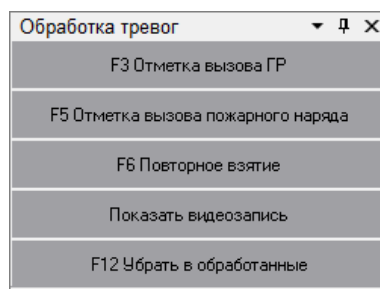 Обработка тревог
F3 Отметка вызова ГР
F5 Отметка вызова пожарного наряда
F6 Повторное взятие
Показать видеозапись
F12 Убрать в обработанные